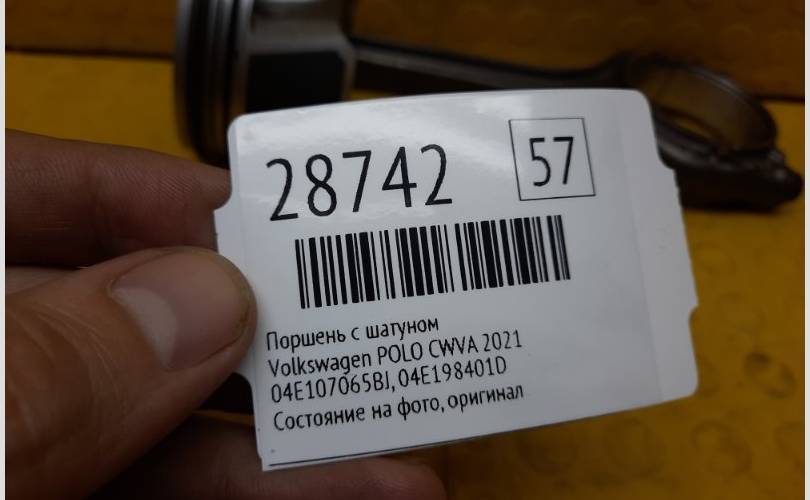 28742
57
Поршень с шатуном
Volkswagen POLO CWVA 2021
04E107065BJ, 04E198401D
Состояние на фото, оригинал